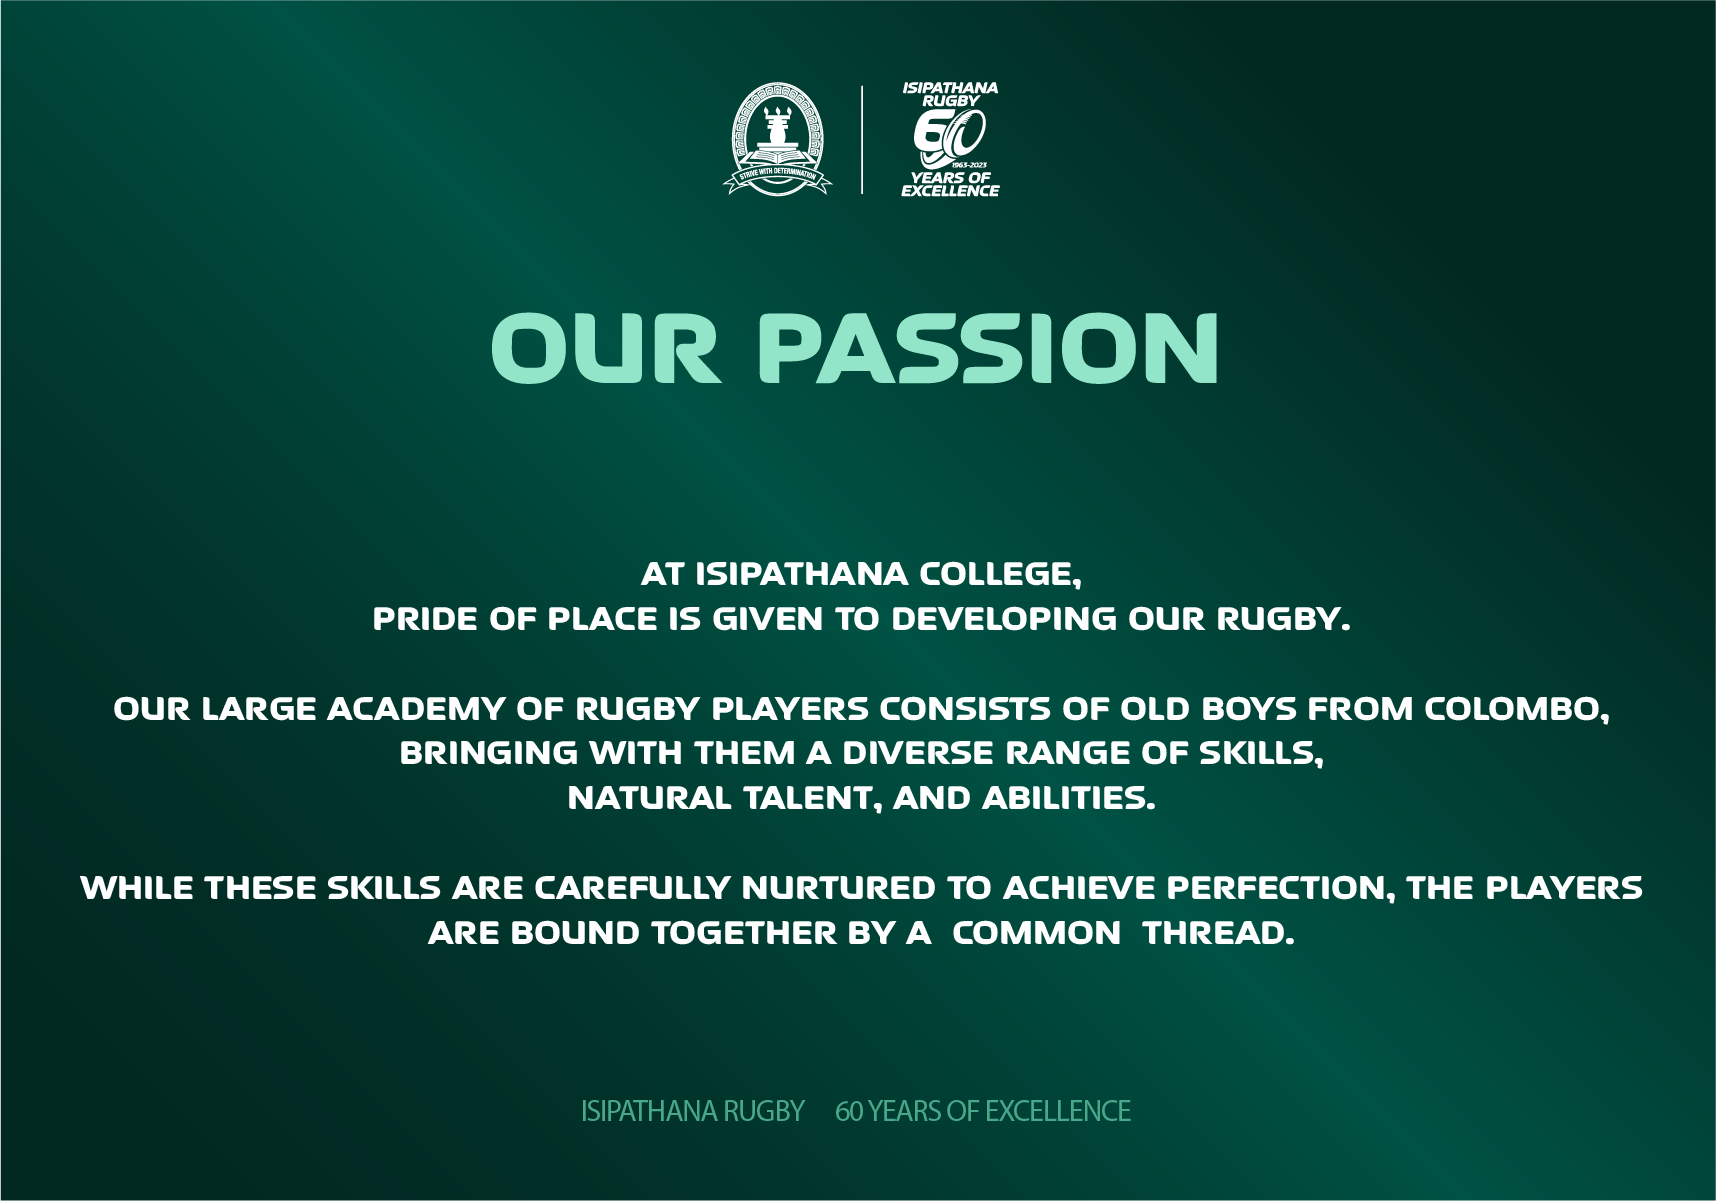 STRIVE WITH DETERMINATION
ISIPATHANA
RUGBY
60
1963-2023
YEARS OF
EXCELLENCE
OUR PASSION
AT ISIPATHANA COLLEGE,
PRIDE OF PLACE IS GIVEN TO DEVELOPING OUR RUGBY.
OUR LARGE ACADEMY OF RUGBY PLAYERS CONSISTS OF OLD BOYS FROM COLOMBO,
BRINGING WITH THEM A DIVERSE RANGE OF SKILLS,
NATURAL TALENT, AND ABILITIES.
WHILE THESE SKILLS ARE CAREFULLY NURTURED TO ACHIEVE PERFECTION, THE PLAYERS
ARE BOUND TOGETHER BY A COMMON THREAD.
ISIPATHANA RUGBY 60 YEARS OF EXCELLENCE